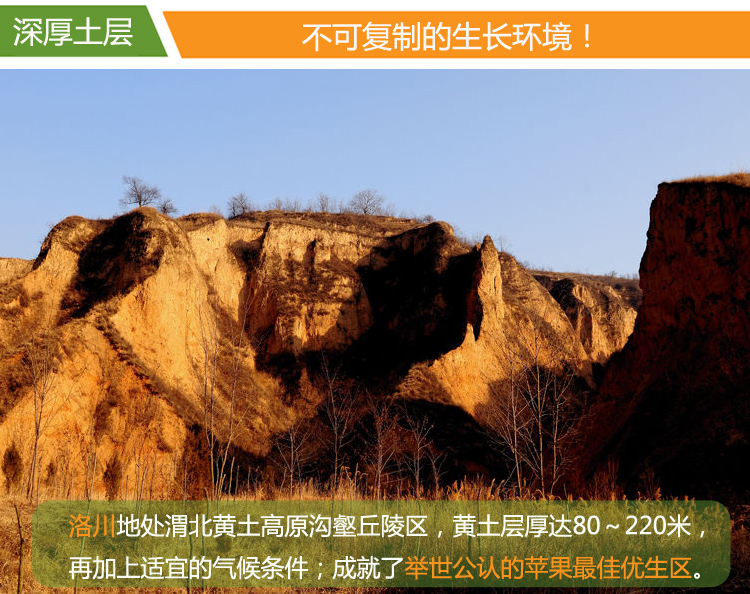 深厚土层
不可复制的生长环境！
洛川地处渭北黄土高原沟壑丘陵区，黄土层厚达80～220米，
再加上适宜的气候条件；成就了举世公认的苹果最佳优生区。